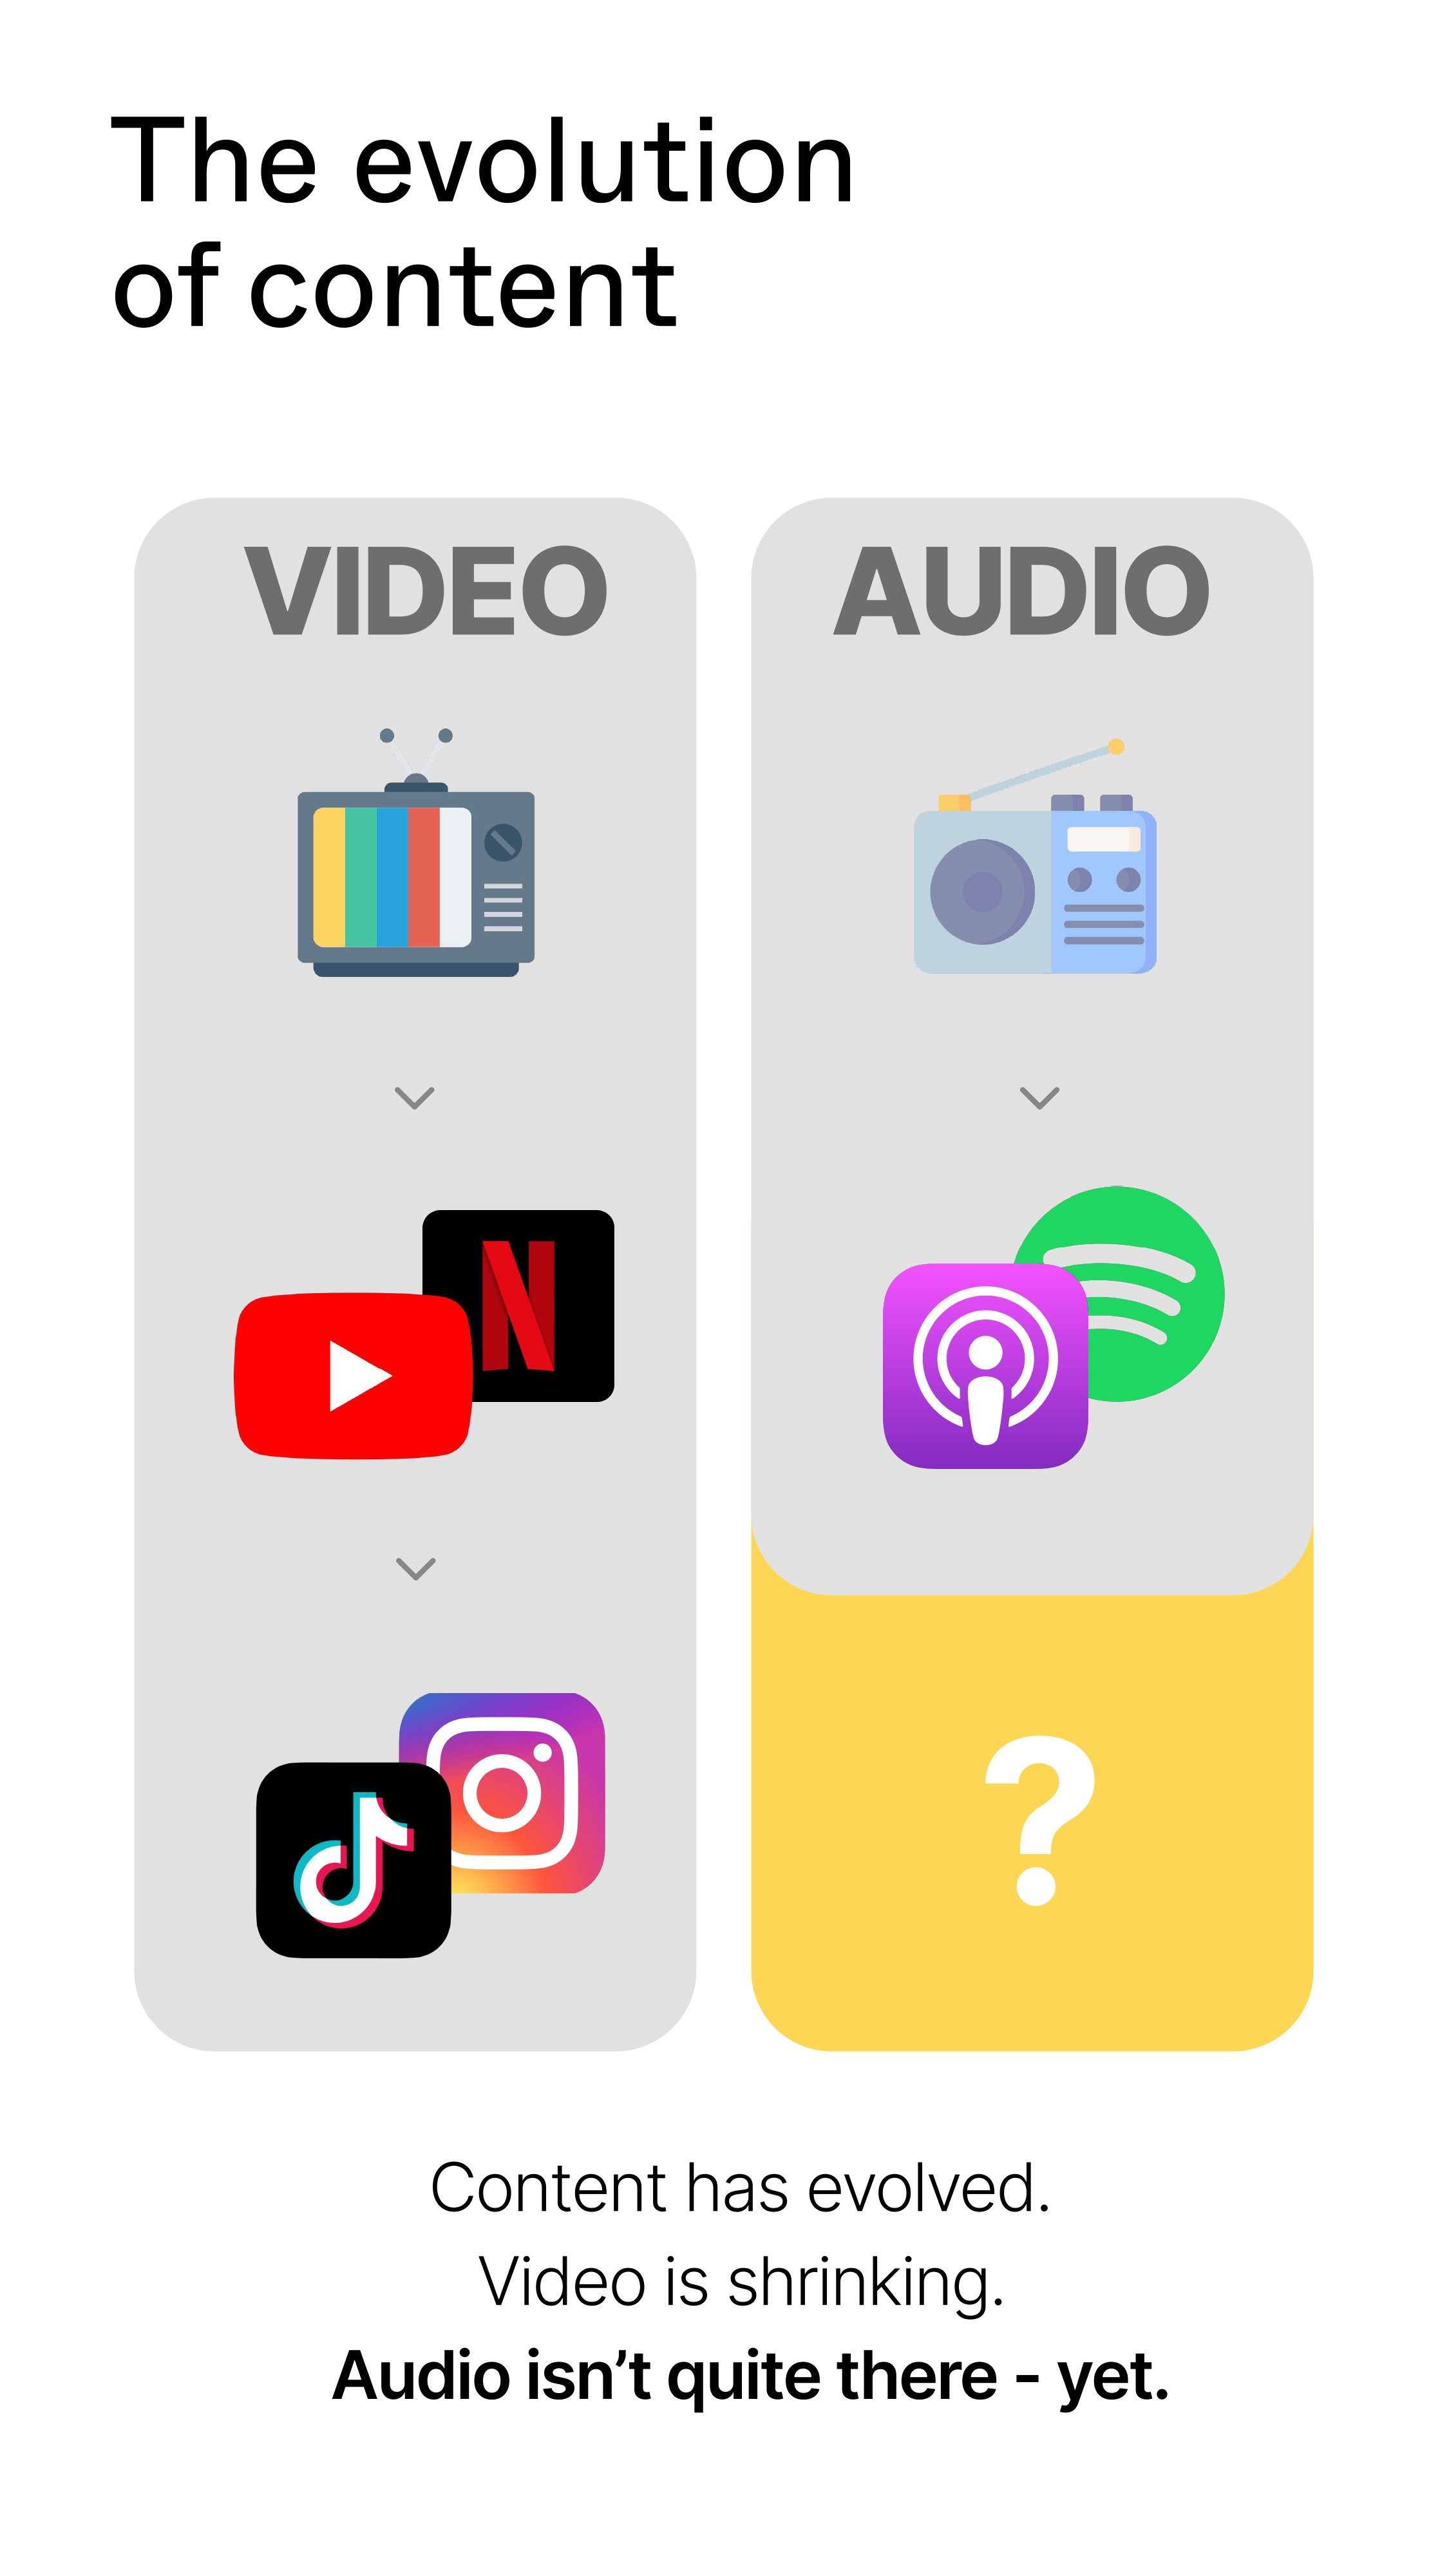 The evolution
of content
VIDEO
AUDIO
N
?
Content has evolved.
Video is shrinking.
Audio isn’t quite there - yet.